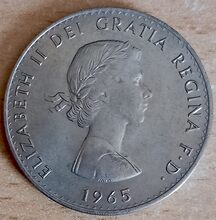 ELIZABETH II DEI GRATIA REGINA F·D·
1965